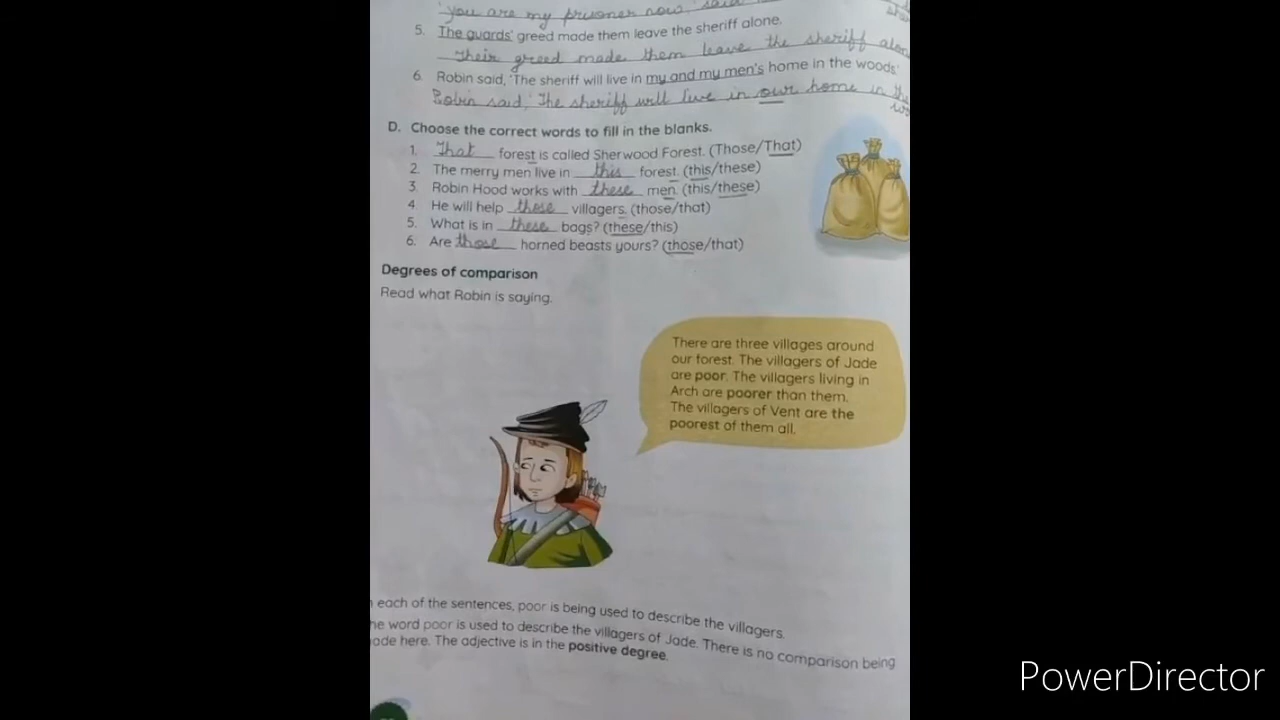 'you are my prisoner now' said
5. The guards' greed made them leave the sheriff alone.
Their greed made them leave the sheriff alone
6. Robin said, 'The sheriff will live in my and my men's home in the woods.'
Robin said, 'The sheriff will live in our home in the
D. Choose the correct words to fill in the blanks.
1. That forest is called Sherwood Forest. (Those/That)
2. The merry men live in this forest. (this/these)
3. Robin Hood works with these men. (this/these)
4. He will help those villagers. (those/that)
5. What is in these bags? (these/this)
6. Are those horned beasts yours? (those/that)
Degrees of comparison
Read what Robin is saying.
There are three villages around
our forest. The villagers of Jade
are poor. The villagers living in
Arch are poorer than them.
The villagers of Vent are the
poorest of them all.
each of the sentences, poor is being used to describe the villagers.
he word poor is used to describe the villagers of Jade. There is no comparison being
ade here. The adjective is in the positive degree.
PowerDirector